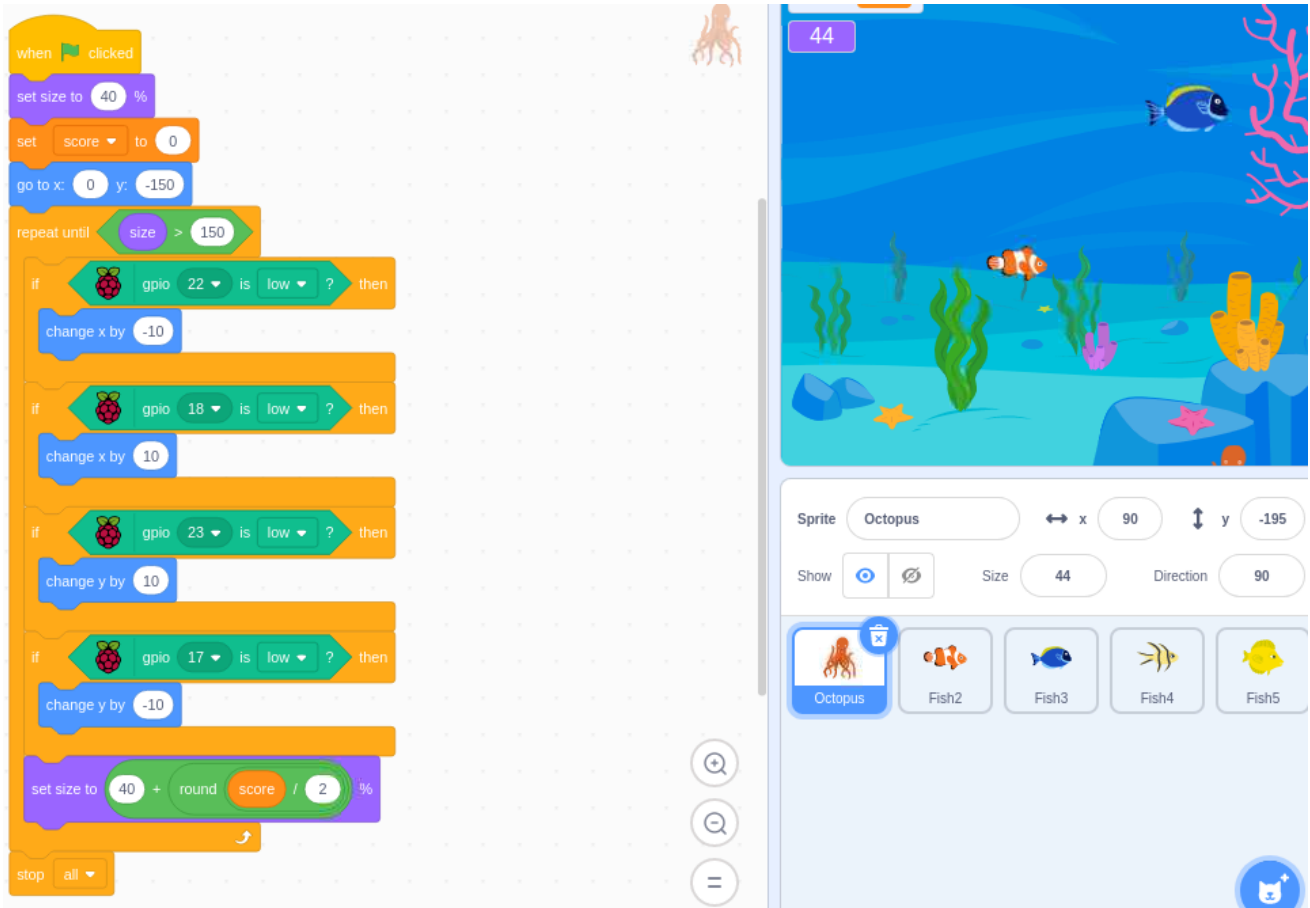 when clicked
set size to 40 %
set score to 0
go to x: 0 y: -150
repeat until size > 150
if gpio 22 is low ? then
change x by -10
if gpio 18 is low ? then
change x by 10
if gpio 23 is low ? then
change y by 10
if gpio 17 is low ? then
change y by -10
set size to 40 + round score / 2 %
stop all
44
Sprite Octopus x 90 y -195
Show Size 44 Direction 90
Octopus Fish2 Fish3 Fish4 Fish5